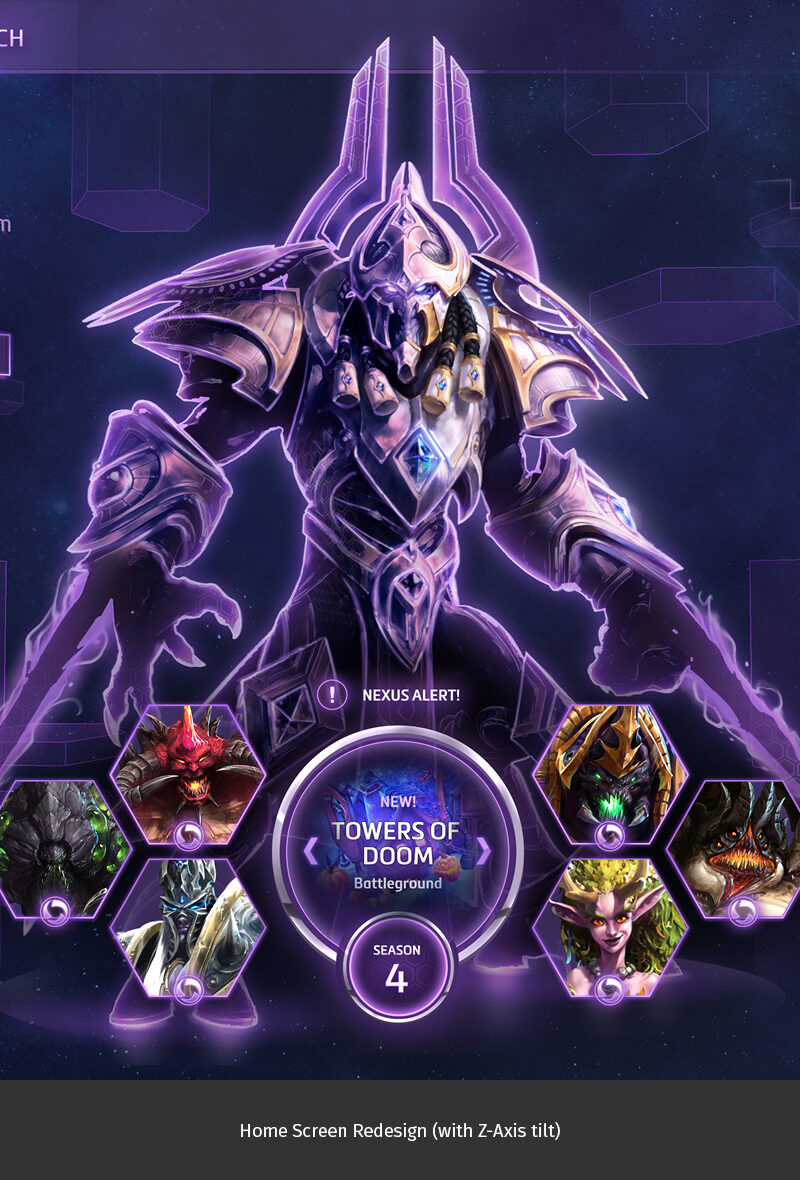 CH
m
NEXUS ALERT!
NEW!
TOWERS OF
DOOM
Battleground
SEASON
4
Home Screen Redesign (with Z-Axis tilt)